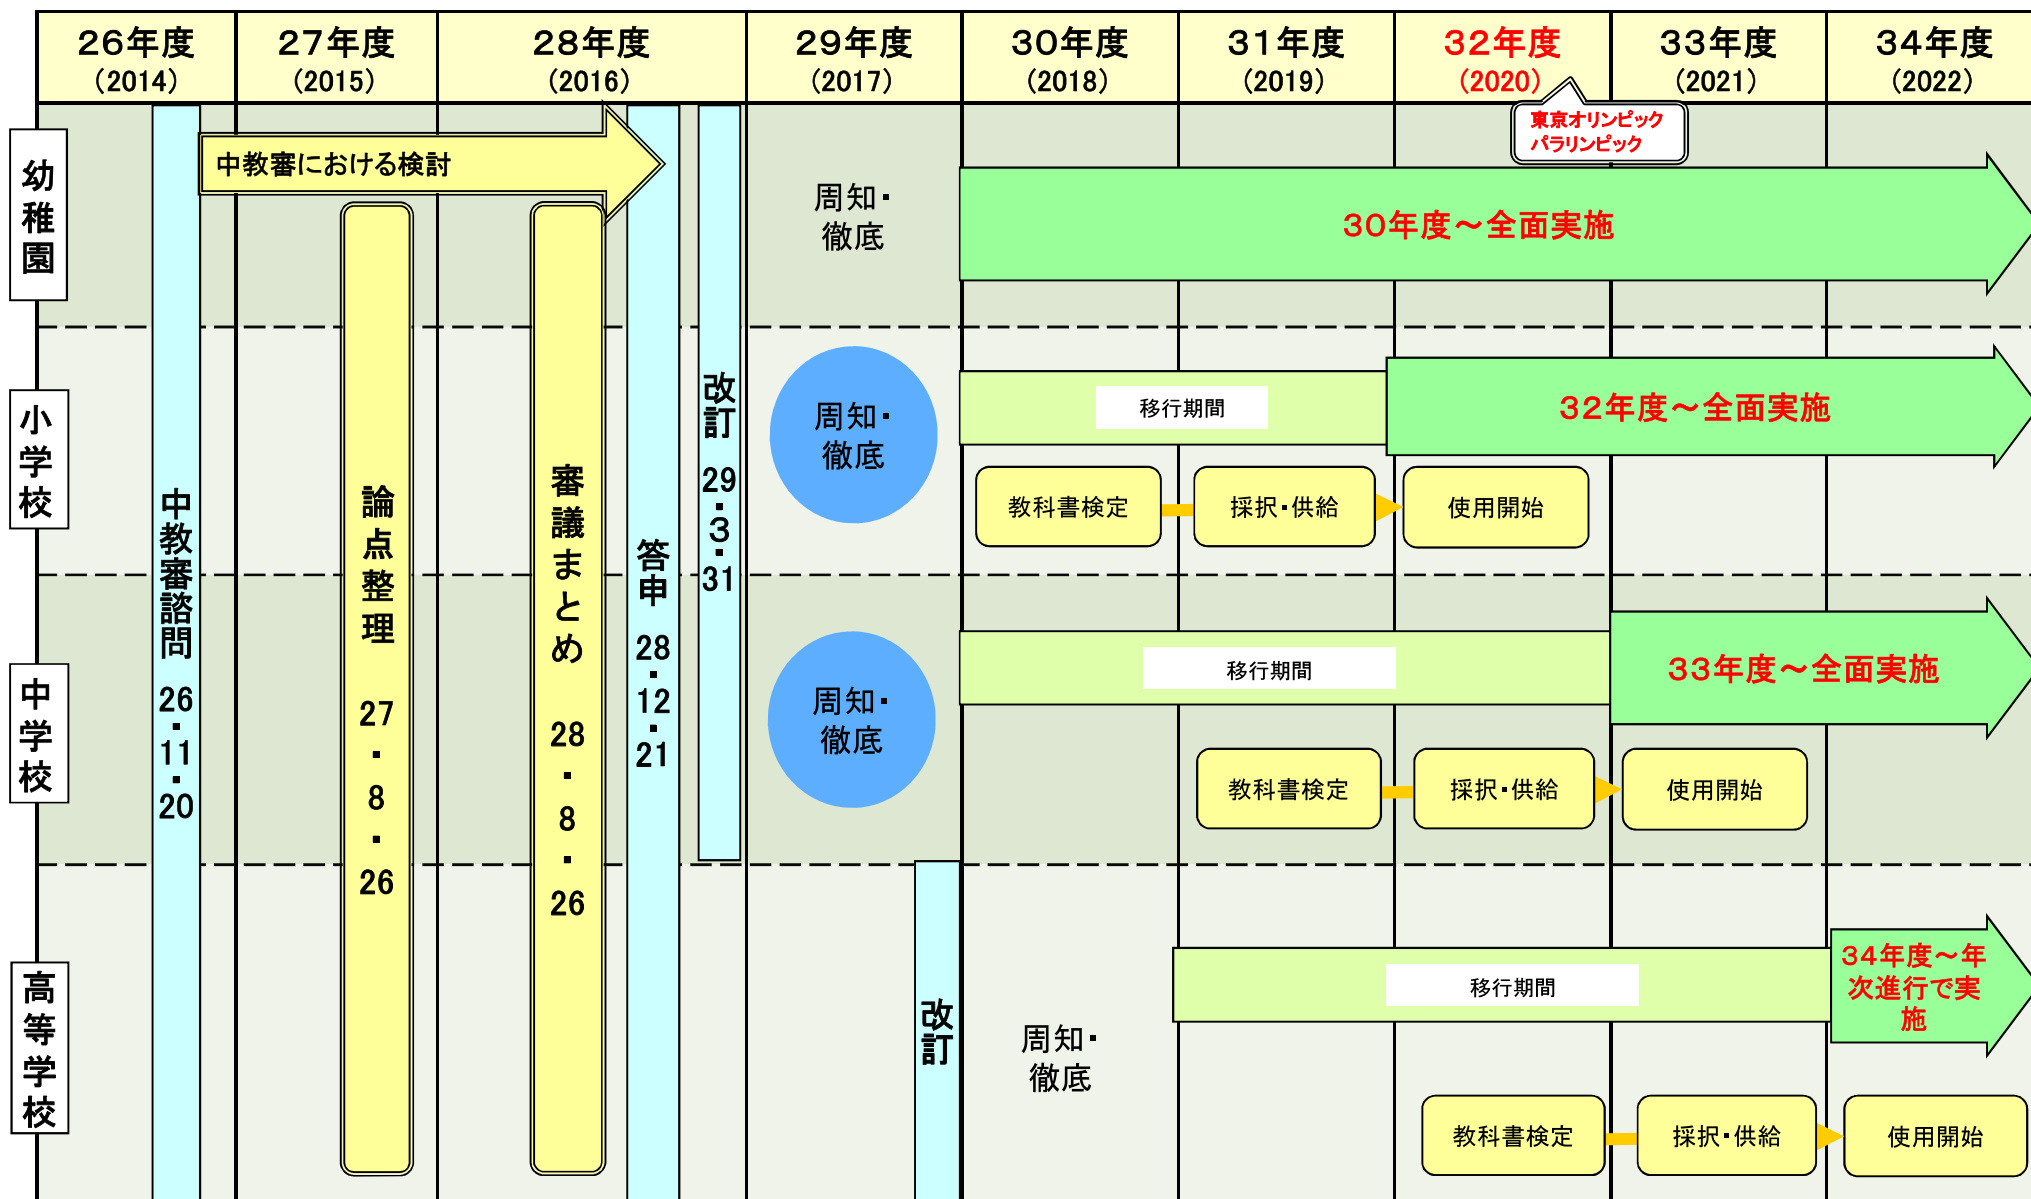 26年度
(2014)
27年度
(2015)
28年度
(2016)
29年度
(2017)
30年度
(2018)
31年度
(2019)
32年度
(2020)
33年度
(2021)
34年度
(2022)
東京オリンピック
パラリンピック
中教審における検討
中教審諮問 26・11・20
論点整理 27・8・26
審議まとめ 28・8・26
答申 28・12・21
改訂 29・3・31
幼稚園
周知・
徹底
30年度～全面実施
小学校
周知・
徹底
移行期間
32年度～全面実施
教科書検定
採択・供給
使用開始
中学校
周知・
徹底
移行期間
33年度～全面実施
教科書検定
採択・供給
使用開始
高等学校
改訂
周知・
徹底
移行期間
34年度～年
次進行で実
施
教科書検定
採択・供給
使用開始